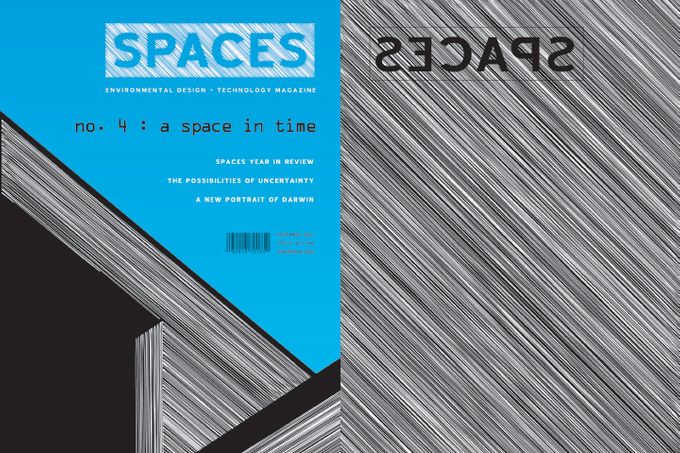 SPACES
ENVIRONMENTAL DESIGN + TECHNOLOGY MAGAZINE
no. 4 : a space in time
SPACES YEAR IN REVIEW
THE POSSIBILITIES OF UNCERTAINTY
A NEW PORTRAIT OF DARWIN
SPACES